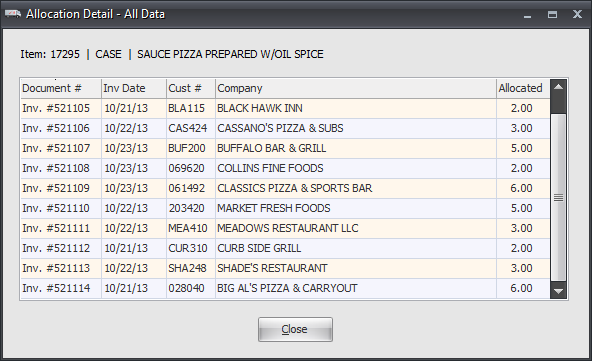 Allocation Detail - All Data
Item: 17295 | CASE | SAUCE PIZZA PREPARED W/OIL SPICE
Document # Inv Date Cust # Company Allocated
Inv. #521105 10/21/13 BLA115 BLACK HAWK INN 2.00
Inv. #521106 10/22/13 CAS424 CASSANO'S PIZZA & SUBS 3.00
Inv. #521107 10/23/13 BUF200 BUFFALO BAR & GRILL 5.00
Inv. #521108 10/23/13 069620 COLLINS FINE FOODS 2.00
Inv. #521109 10/23/13 061492 CLASSICS PIZZA & SPORTS BAR 6.00
Inv. #521110 10/22/13 203420 MARKET FRESH FOODS 5.00
Inv. #521111 10/22/13 MEA410 MEADOWS RESTAURANT LLC 3.00
Inv. #521112 10/21/13 CUR310 CURB SIDE GRILL 2.00
Inv. #521113 10/22/13 SHA248 SHADE'S RESTAURANT 3.00
Inv. #521114 10/21/13 028040 BIG AL'S PIZZA & CARRYOUT 6.00
Close